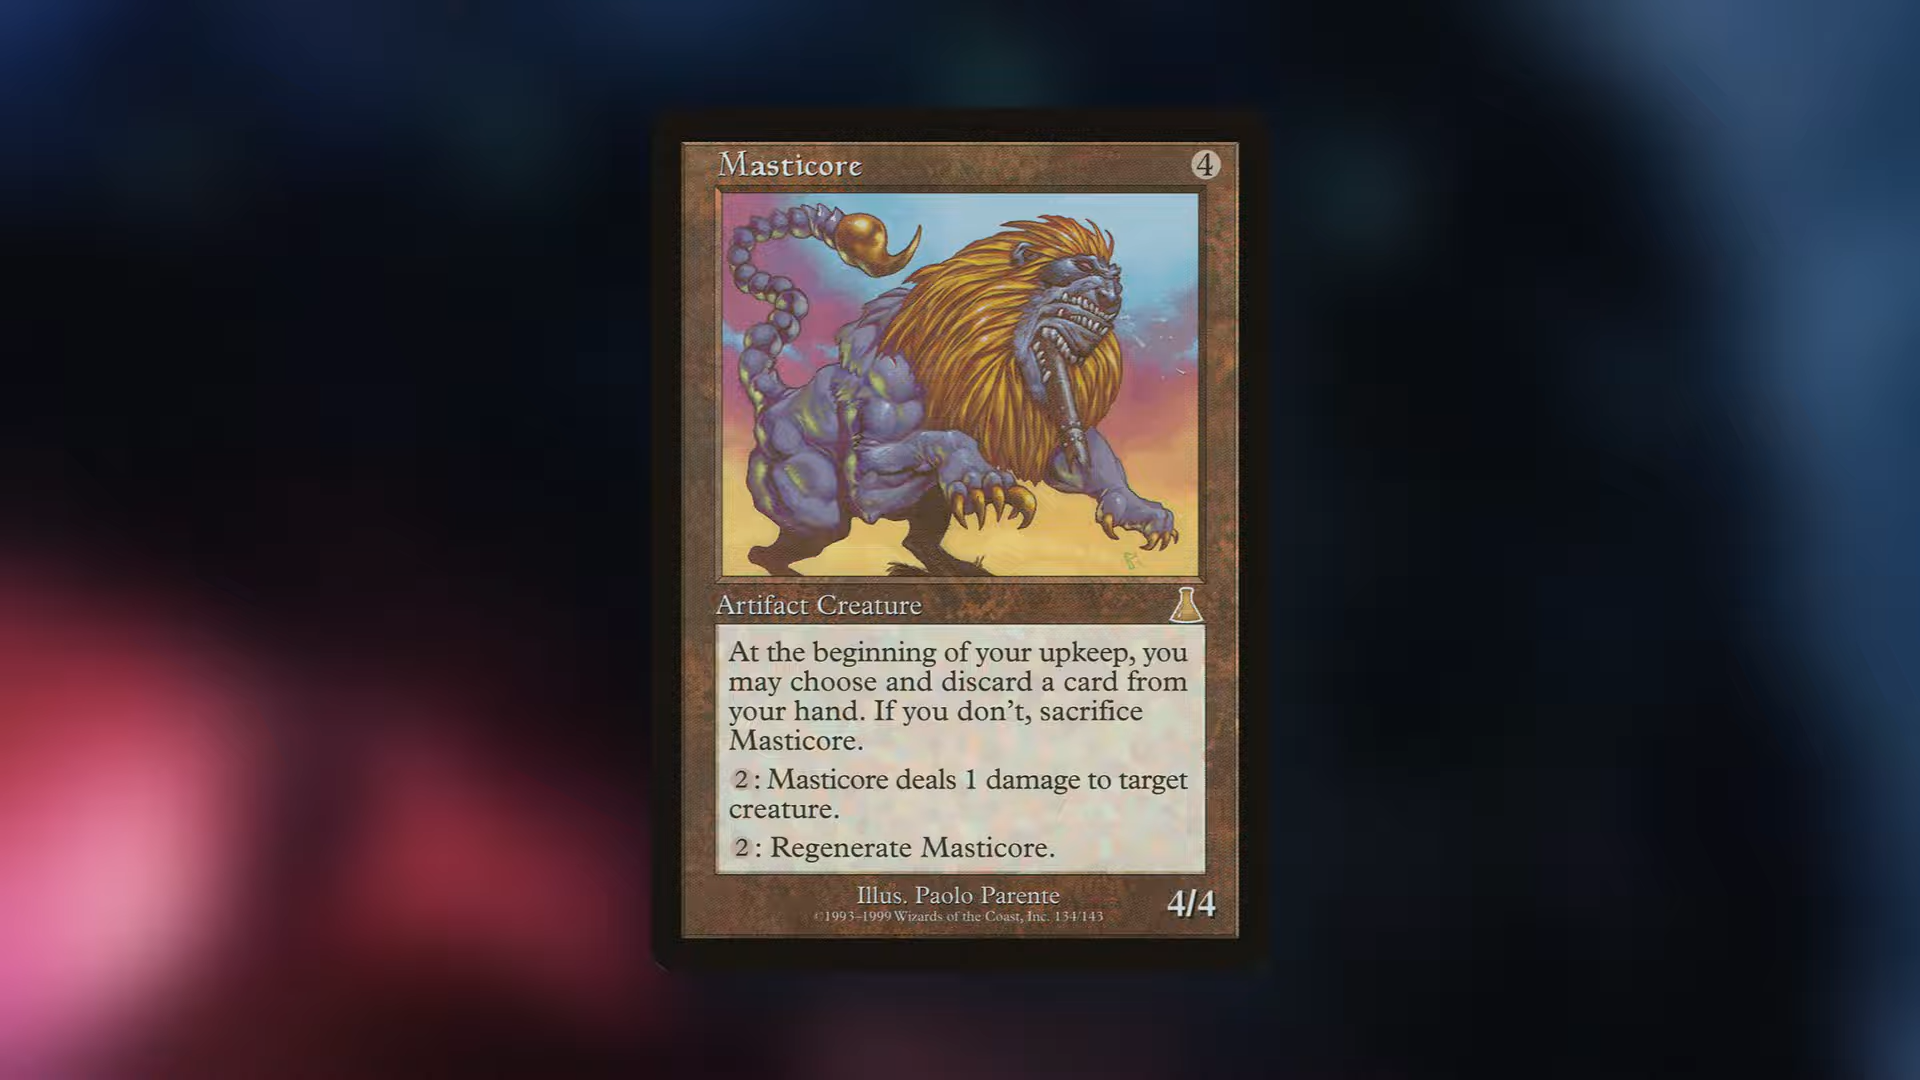 Masticore 4
Artifact Creature
At the beginning of your upkeep, you
may choose and discard a card from
your hand. If you don't, sacrifice
Masticore.
2: Masticore deals 1 damage to target
creature.
2: Regenerate Masticore.
Illus. Paolo Parente
©1993-1999 Wizards of the Coast, Inc. 134/143
4/4